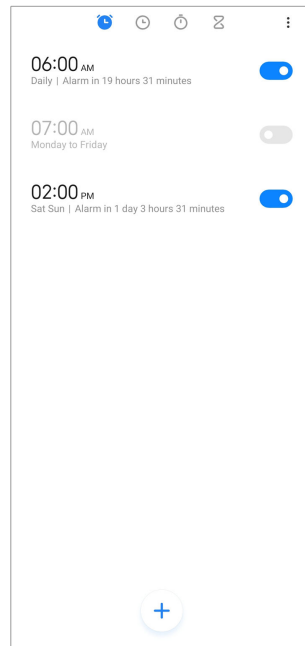 06:00 AM
Daily | Alarm in 19 hours 31 minutes
07:00 AM
Monday to Friday
02:00 PM
Sat Sun | Alarm in 1 day 3 hours 31 minutes